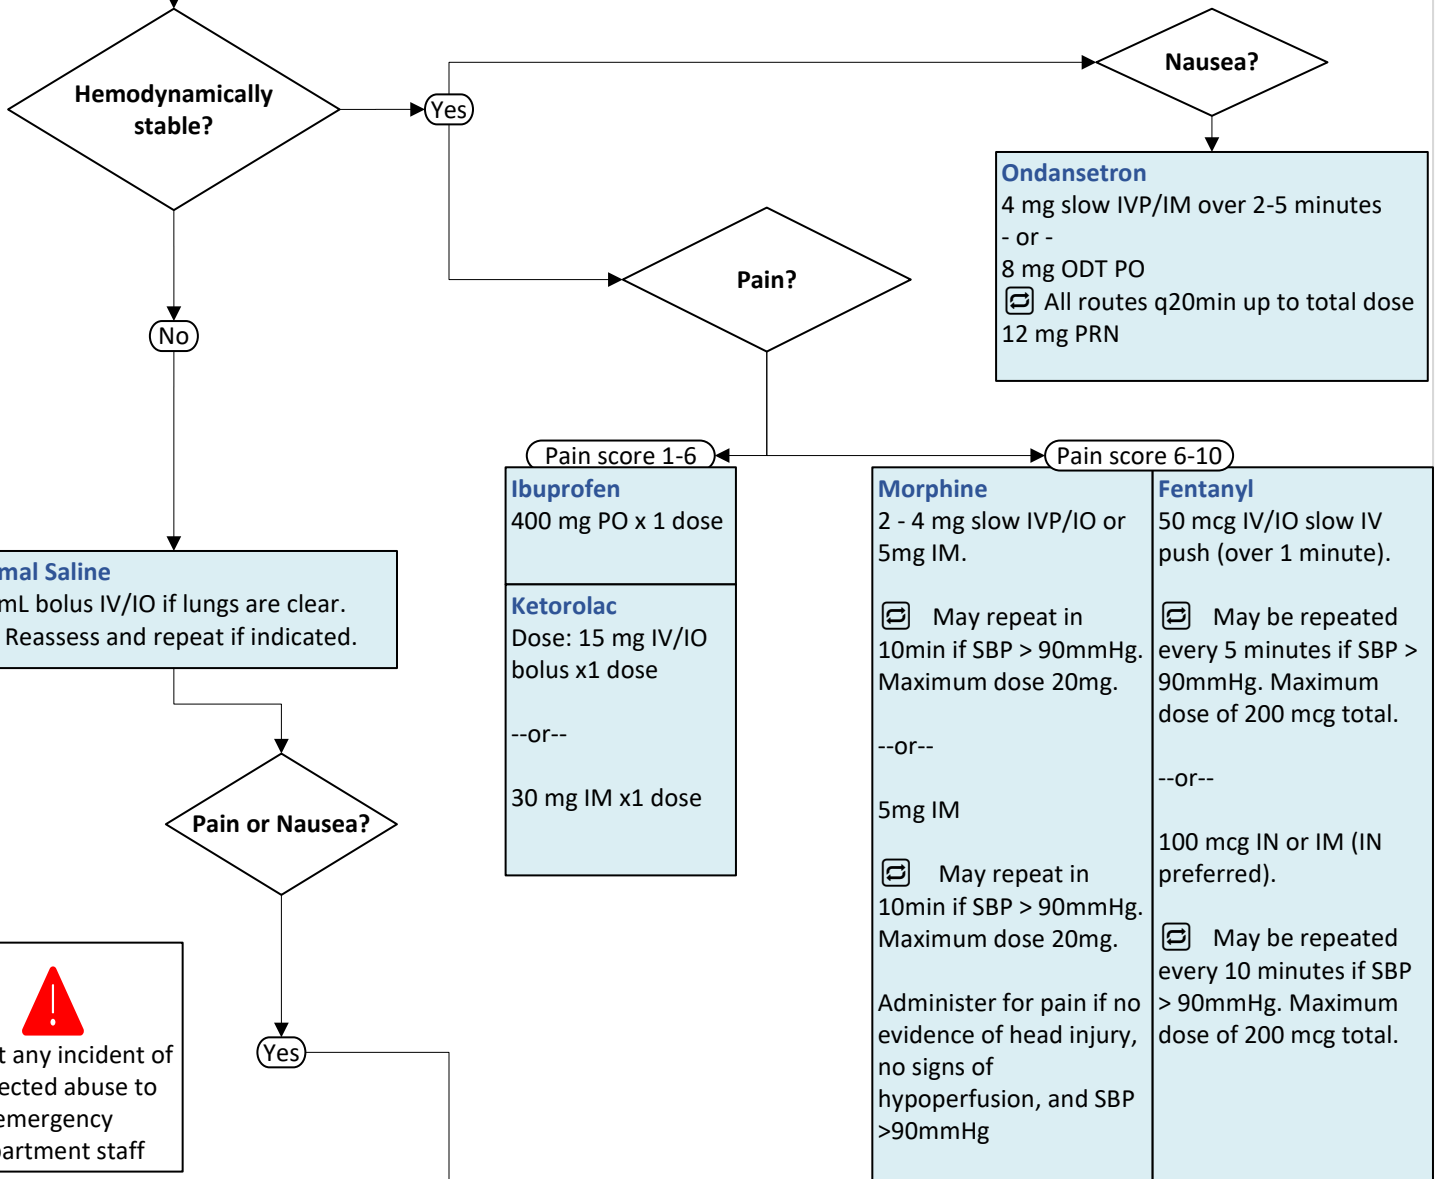 Hemodynamically
stable?
Yes
Nausea?
Ondansetron
4 mg slow IVP/IM over 2-5 minutes
- or -
8 mg ODT PO
All routes q20min up to total dose
12 mg PRN
Pain?
No
Pain score 1-6
Ibuprofen
400 mg PO x 1 dose
Ketorolac
Dose: 15 mg IV/IO
bolus x1 dose
--or--
30 mg IM x1 dose
Pain score 6-10
Morphine
2 - 4 mg slow IVP/IO or
5mg IM.
May repeat in
10min if SBP > 90mmHg.
Maximum dose 20mg.
--or--
5mg IM
May repeat in
10min if SBP > 90mmHg.
Maximum dose 20mg.
Administer for pain if no
evidence of head injury,
no signs of
hypoperfusion, and SBP
>90mmHg
Fentanyl
50 mcg IV/IO slow IV
push (over 1 minute).
May be repeated
every 5 minutes if SBP >
90mmHg. Maximum
dose of 200 mcg total.
--or--
100 mcg IN or IM (IN
preferred).
May be repeated
every 10 minutes if SBP
> 90mmHg. Maximum
dose of 200 mcg total.
Saline
mL bolus IV/IO if lungs are clear.
Reassess and repeat if indicated.
Pain or Nausea?
Yes
any incident of
abuse to
emergency
staff